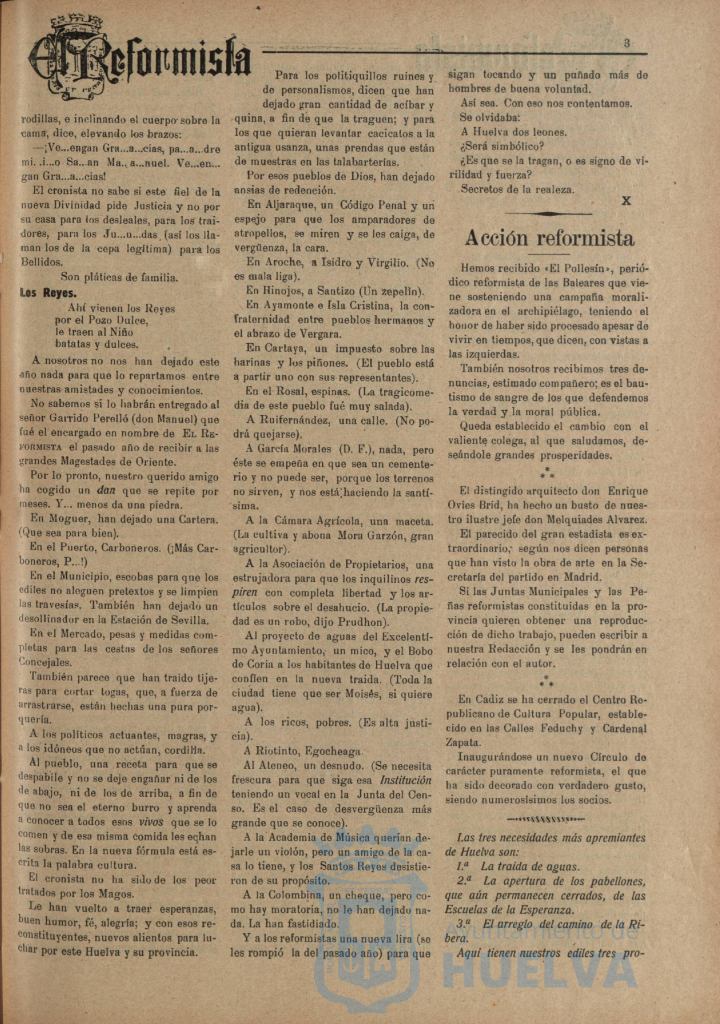 El Reformista
3
rodillas, e inclinando el cuerpo sobre la
cama, dice, elevando los brazos:
—¡Ve...engan Gra...a...cias, pa...a...dre
mi..i...o Sa...an Ma..a...nuel. Ve...en...
gan Gra...a...cias!
El cronista no sabe si este fiel de la
nueva Divinidad pide Justicia y no por
su casa para los desleales, para los trai-
dores, para los Ju...u...das (así los lla-
man los de la cepa legítima) para los
Bellidos.
Son pláticas de familia.
Los Reyes.
Ahí vienen los Reyes
por el Pozo Dulce,
le traen al Niño
batatas y dulces.
A nosotros no nos han dejado este
año nada para que lo repartamos entre
nuestras amistades y conocimientos.
No sabemos si lo habrán entregado al
señor Garrido Perelló (don Manuel) que
fué el encargado en nombre de EL RE-
FORMISTA el pasado año de recibir a las
grandes Magestades de Oriente.
Por lo pronto, nuestro querido amigo
ha cogido un dan que se repite por
meses. Y... menos da una piedra.
En Moguer, han dejado una Cartera.
(Que sea para bien).
En el Puerto, Carboneros. (¡Más Car-
boneros, P...!)
En el Municipio, escobas para que los
ediles no aleguen pretextos y se limpien
las travesías. También han dejado un
desollinador en la Estación de Sevilla.
En el Mercado, pesas y medidas com-
pletas para las cestas de los señores
Concejales.
También parece que han traido tije-
ras para cortar togas, que, a fuerza de
arrastrarse, están hechas una pura por-
quería.
A los políticos actuantes, magras, y
a los idóneos que no actúan, cordilla.
Al pueblo, una receta para que se
despabile y no se deje engañar ni de los
de abajo, ni de los de arriba, a fin de
que no sea el eterno burro y aprenda
a conocer a todos esns vivos que se lo
comen y de esa misma comida les echan
las sobras. En la nueva fórmula está es-
crita la palabra cultura.
El cronista no ha sido de los peor
tratados por los Magos.
Le han vuelto a traer esperanzas,
buen humor, fé, alegría; y con esos re-
constituyentes, nuevos alientos para lu-
char por este Huelva y su provincia.
Para los politiquillos ruines y
de personalismos, dicen que han
dejado gran cantidad de acíbar y
quina, a fin de que la traguen; y para
los que quieran levantar cacicatos a la
antigua usanza, unas prendas que están
de muestras en las talabarterías.
Por esos pueblos de Dios, han dejado
ansias de redención.
En Aljaraque, un Código Penal y un
espejo para que los amparadores de
atropellos, se miren y se les caiga, de
vergüenza, la cara.
En Aroche, a Isidro y Virgilio. (No
es mala liga).
En Hinojos, a Santizo (Un zepelín).
En Ayamonte e Isla Cristina, la con-
fraternidad entre pueblos hermanos y
el abrazo de Vergara.
En Cartaya, un impuesto sobre las
harinas y los piñones. (El pueblo está
a partir uno con sus representantes).
En el Rosal, espinas. (La tragicome-
dia de este pueblo fué muy salada).
A Ruifernández, una calle. (No po-
drá quejarse).
A García Morales (D. F.), nada, pero
éste se empeña en que sea un cemente-
rio y no puede ser, porque los terrenos
no sirven, y nos está haciendo la santí-
sima.
A la Cámara Agrícola, una maceta.
(La cultiva y abona Mora Garzón, gran
agricultor).
A la Asociación de Propietarios, una
estrujadora para que los inquilinos res-
piren con completa libertad y los ar-
tículos sobre el desahucio. (La propie-
dad es un robo, dijo Prudhon).
Al proyecto de aguas del Excelentí-
mo Ayuntamiento, un mico, y el Bobo
de Coria a los habitantes de Huelva que
confíen en la nueva traida. (Toda la
ciudad tiene que ser Moisés, si quiere
agua).
A los ricos, pobres. (Es alta justi-
cia).
A Riotinto, Egocheaga.
Al Ateneo, un desnudo. (Se necesita
frescura para que siga esa Institución
teniendo un vocal en la Junta del Cen-
so. Es el caso de desvergüenza más
grande que se conoce).
A la Academia de Música querían de-
jarle un violón, pero un amigo de la ca-
sa lo tiene, y los Santos Reyes desistie-
ron de su propósito.
A la Colombina, un cheque, pero co-
mo hay moratoria, no le han dejado na-
da. La han fastidiado.
Y a los reformistas una nueva lira (se
les rompió la del pasado año) para que
sigan tocando y un puñado más de
hombres de buena voluntad.
Así sea. Con eso nos contentamos.
Se olvidaba:
A Huelva dos leones.
¿Será simbólico?
¿Es que se la tragan, o es signo de vi-
rilidad y fuerza?
Secretos de la realeza.
X
Acción reformista
Hemos recibido «El Pollesín», perió-
dico reformista de las Baleares que vie-
ne sosteniendo una campaña morali-
zadora en el archipiélago, teniendo el
honor de haber sido procesado apesar de
vivir en tiempos, que dicen, con vistas a
las izquierdas.
También nosotros recibimos tres de-
nuncias, estimado compañero; es el bau-
tismo de sangre de los que defendemos
la verdad y la moral pública.
Queda establecido el cambio con el
valiente colega, al que saludamos, de-
seándole grandes prosperidades.
El distingido arquitecto don Enrique
Ovies Brid, ha hecho un busto de nues-
tro ilustre jefe don Melquiades Alvarez.
El parecido del gran estadista es ex-
traordinario, según nos dicen personas
que han visto la obra de arte en la Se-
cretaría del partido en Madrid.
Si las Juntas Municipales y las Pe-
ñas reformistas constituidas en la pro-
vincia quieren obtener una reproduc-
ción de dicho trabajo, pueden escribir a
nuestra Redacción y se les pondrán en
relación con el autor.
En Cadiz se ha cerrado el Centro Re-
publicano de Cultura Popular, estable-
cido en las Calles Feduchy y Cardenal
Zapata.
Inaugurándose un nuevo Círculo de
carácter puramente reformista, el que
ha sido decorado con verdadero gusto,
siendo numerosísimos los socios.
Las tres necesidades más apremiantes
de Huelva son:
1.ª La traida de aguas.
2.ª La apertura de los pabellones,
que aún permanecen cerrados, de las
Escuelas de la Esperanza.
3.ª El arreglo del camino de la Ri-
bera.
Aquí tienen nuestros ediles tres pro-
Ayuntamiento de
HUELVA